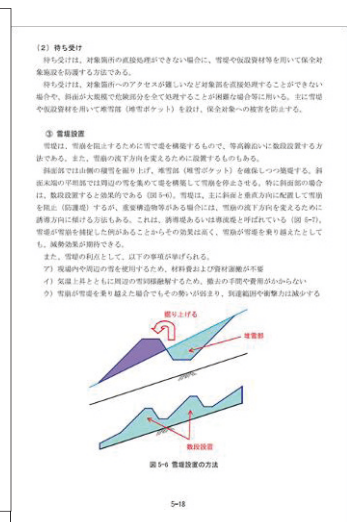 （2）待ち受け
待ち受けは、対象箇所の直接処理ができない場合に、雪堤や仮設資材等を用いて保全対
象施設を防護する方法である。
待ち受けは、対象箇所へのアクセスが難しいなど対象部を直接処理することができない
場合や、斜面が大規模で危険部分を全て処理することが困難な場合等に用いる。主に雪堤
や仮設資材を用いて堆雪部（堆雪ポケット）を設け、保全対象への被害を防止する。
③ 雪堤設置
雪堤は、雪崩を阻止するために雪で堤を構築するもので、等高線沿いに数段設置する方
法である。また、雪崩の流下方向を変えるために設置するものもある。
斜面部では山側の積雪を掘り上げ、堆雪部（堆雪ポケット）を確保しつつ築造する。斜
面末端の平坦部では周辺の雪を集めて堤を構築して雪崩を停止させる。特に斜面部の場合
は、数段設置すると効果的である（図5-6）。雪堤は、主に斜面と垂直方向に配置して雪崩
を阻止（防護堤）するが、重要構造物等がある場合には、雪崩の流下方向を変えるために
誘導方向に傾ける方法もある。これは、誘導堤あるいは導流堤と呼ばれている（図5-7）。
雪堤が雪崩を捕捉した例があることからその効果は高く、雪崩が雪堤を乗り越えたとして
も、減勢効果が期待できる。
また、雪堤の利点として、以下の事項が挙げられる。
ア）現場内や周辺の雪を使用するため、材料費および資材運搬が不要
イ）気温上昇とともに周辺の雪同様融解するため、撤去の手間や費用がかからない
ウ）雪崩が雪堤を乗り越えた場合でもその勢いが弱まり、到達範囲や衝撃力は減少する
掘り上げる
堆雪部
数段設置
図5-6 雪堤設置の方法
5-18